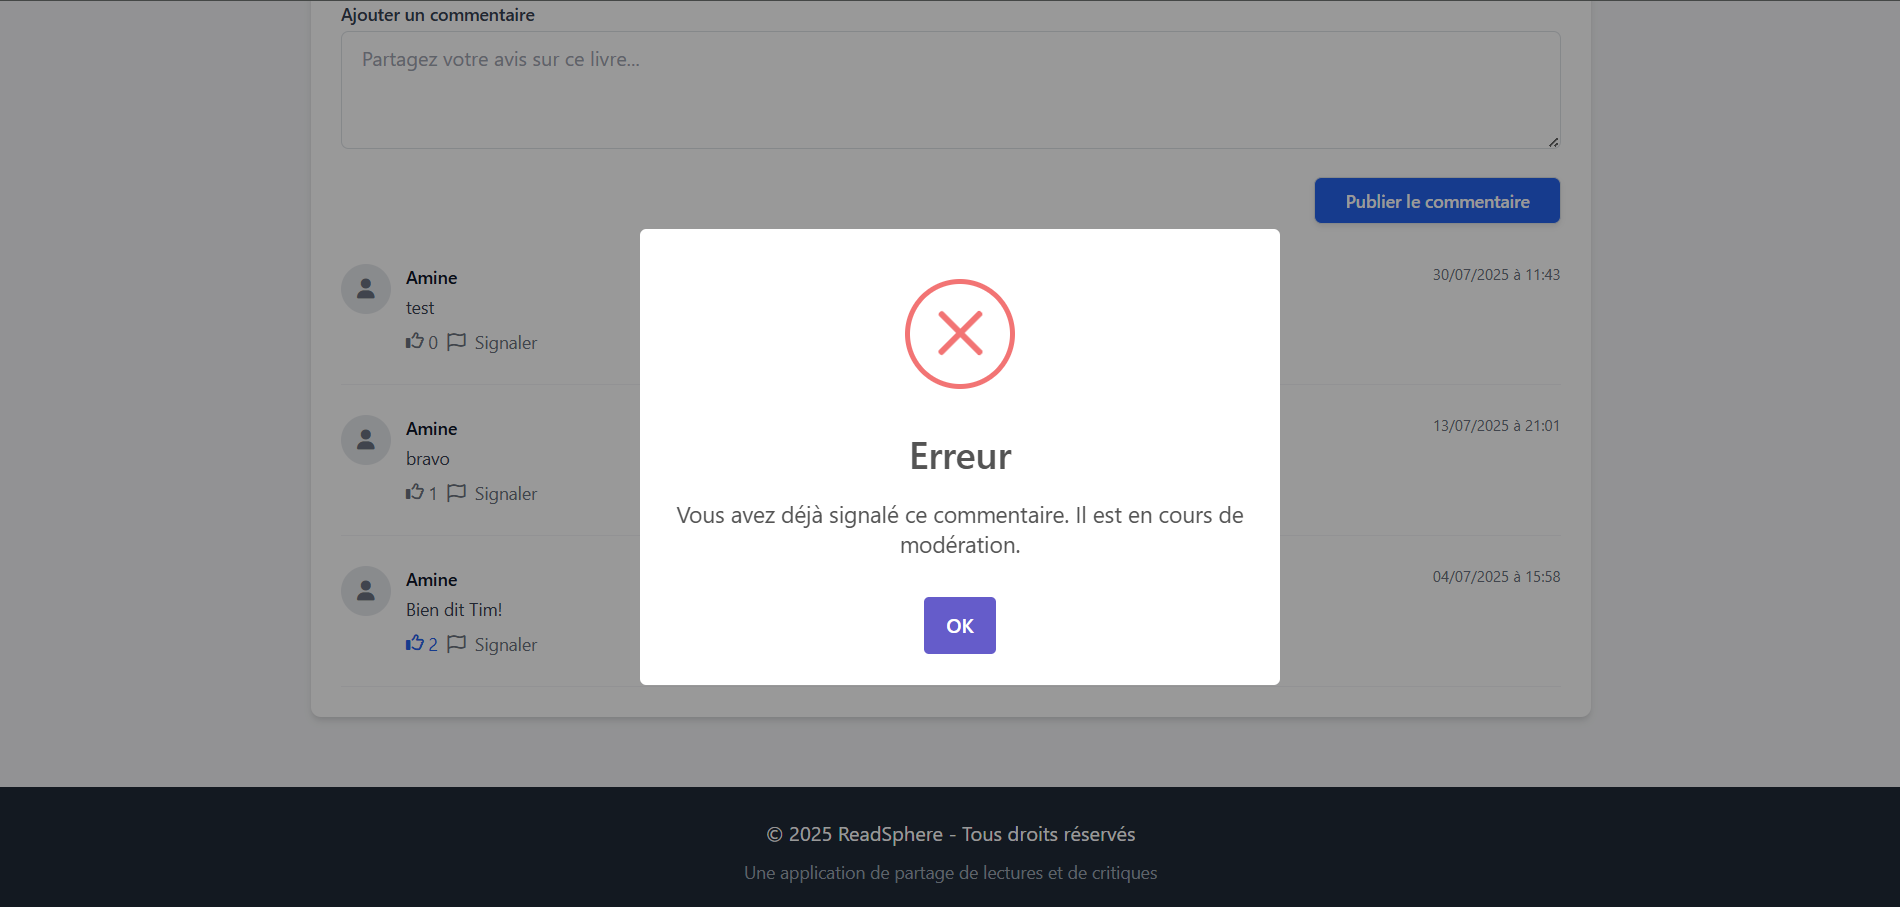 Ajouter un commentaire
Partagez votre avis sur ce livre...
Publier le commentaire
Amine
30/07/2025 à 11:43
test
0 Signaler
Amine
13/07/2025 à 21:01
bravo
1 Signaler
Amine
04/07/2025 à 15:58
Bien dit Tim!
2 Signaler
Erreur
Vous avez déjà signalé ce commentaire. Il est en cours de
modération.
OK
© 2025 ReadSphere - Tous droits réservés
Une application de partage de lectures et de critiques